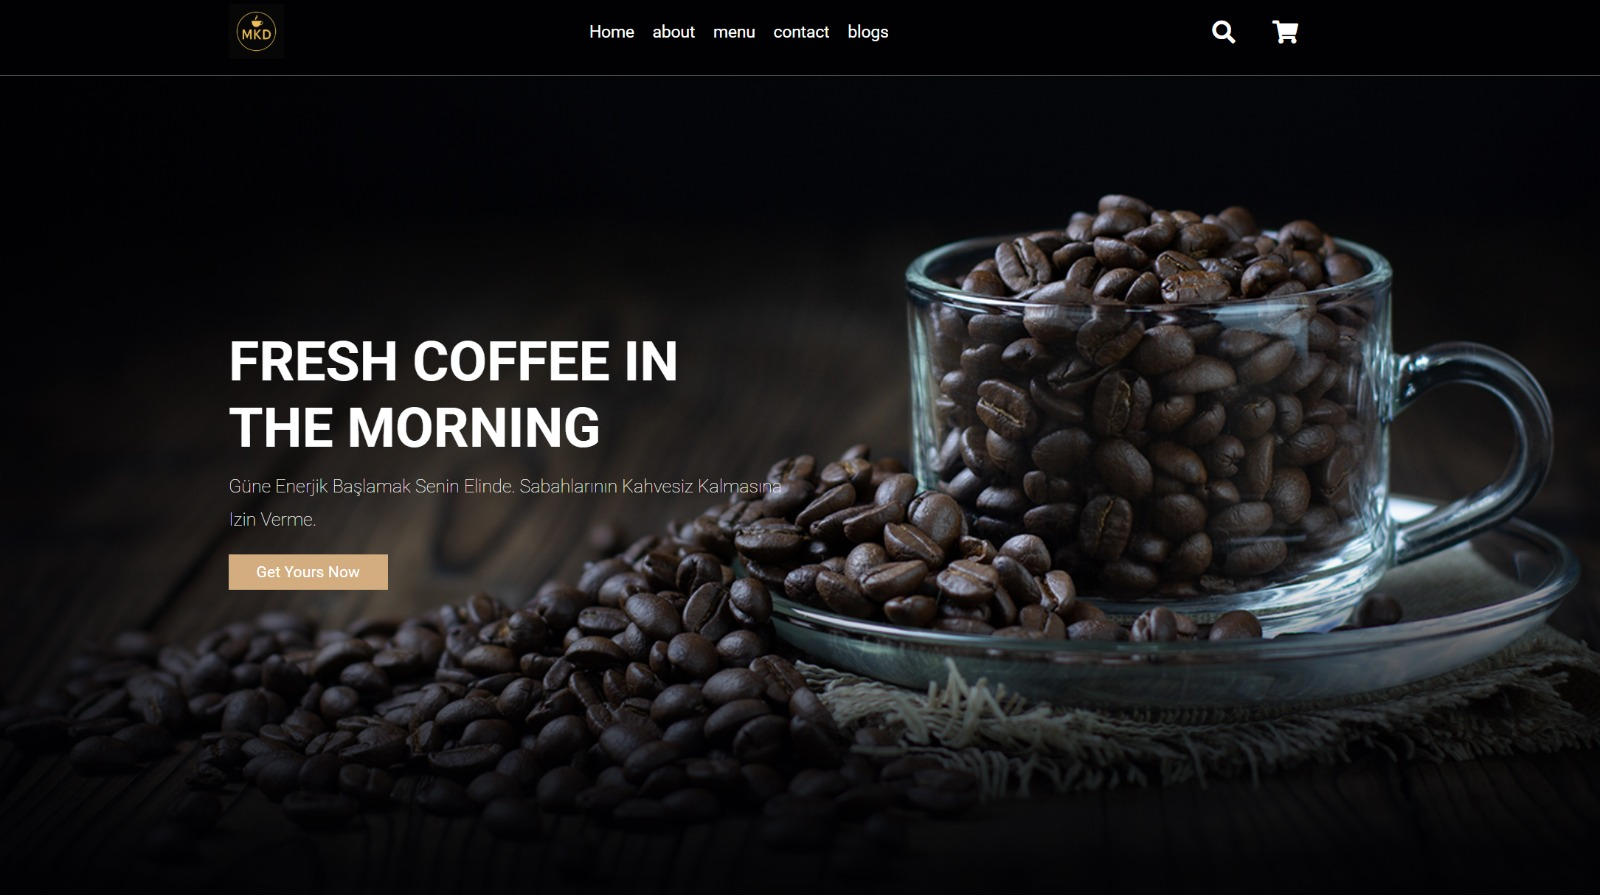 MKD
Home about menu contact blogs
FRESH COFFEE IN
THE MORNING
Güne Enerjik Başlamak Senin Elinde. Sabahlarının Kahvesiz Kalmasına
Izin Verme.
Get Yours Now